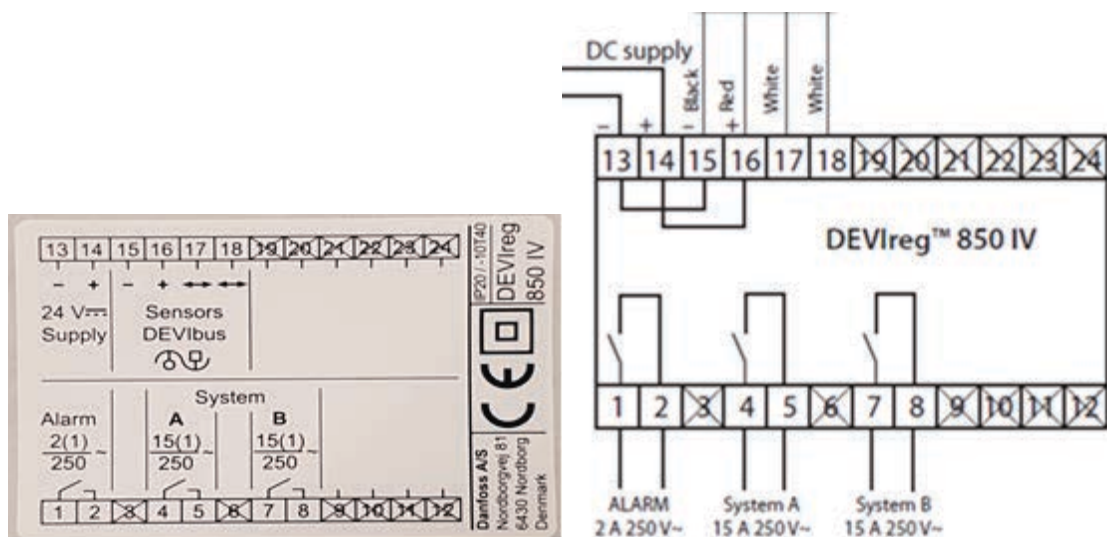 13 14 15 16 17 18 19 20 21 22 23 24
− + − +
24 V Supply
Sensors
DEVIbus
System
Alarm A B
2(1) 15(1) 15(1)
250 ~ 250 ~ 250 ~
1 2 3 4 5 6 7 8 9 10 11 12
IP20 / -10T40
DEVIreg
850 IV
CE
Danfoss A/S
Nordborgvej 81
6430 Nordborg
Denmark
DC supply
− + − Black + Red White White
13 14 15 16 17 18 19 20 21 22 23 24
DEVIreg™ 850 IV
1 2 3 4 5 6 7 8 9 10 11 12
ALARM System A System B
2 A 250 V~ 15 A 250 V~ 15 A 250 V~